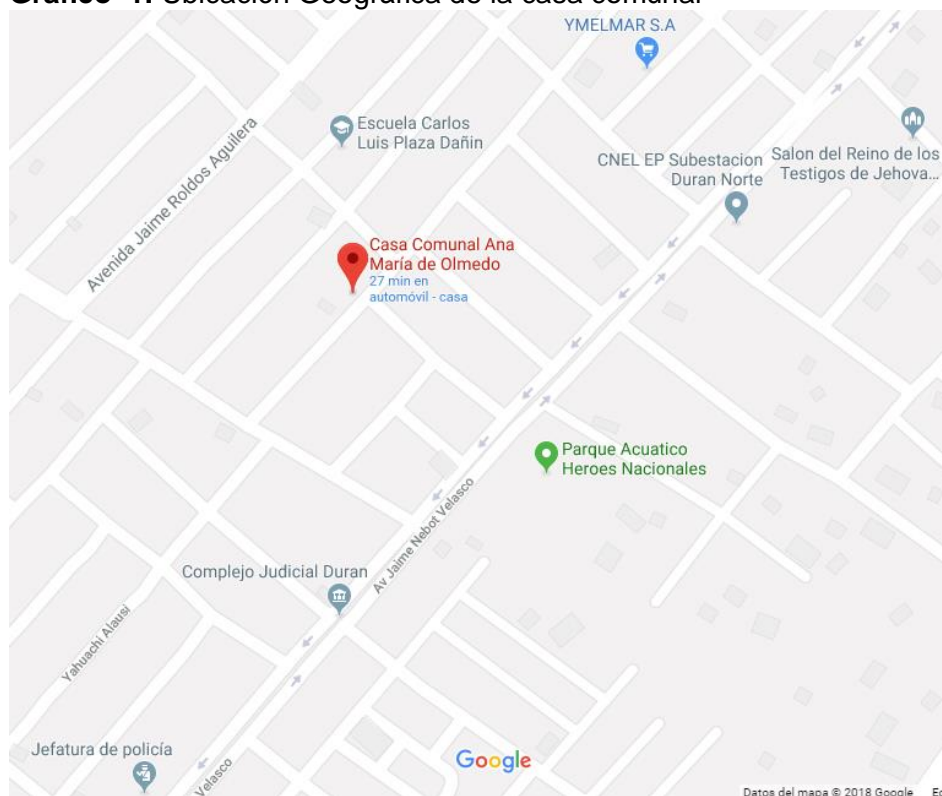 Gráfico 1. Ubicación Geográfica de la casa comunal
YMELMAR S.A
Escuela Carlos
Luis Plaza Dañin
Avenida Jaime Roldos Aguilera
CNEL EP Subestacion
Duran Norte
Salon del Reino de los
Testigos de Jehova...
Casa Comunal Ana
María de Olmedo
27 min en
automóvil - casa
Parque Acuatico
Heroes Nacionales
Av Jaime Nebot Velasco
Complejo Judicial Duran
Yahuachi Alausi
Jefatura de policía
Velasco
Google
Datos del mapa © 2018 Google